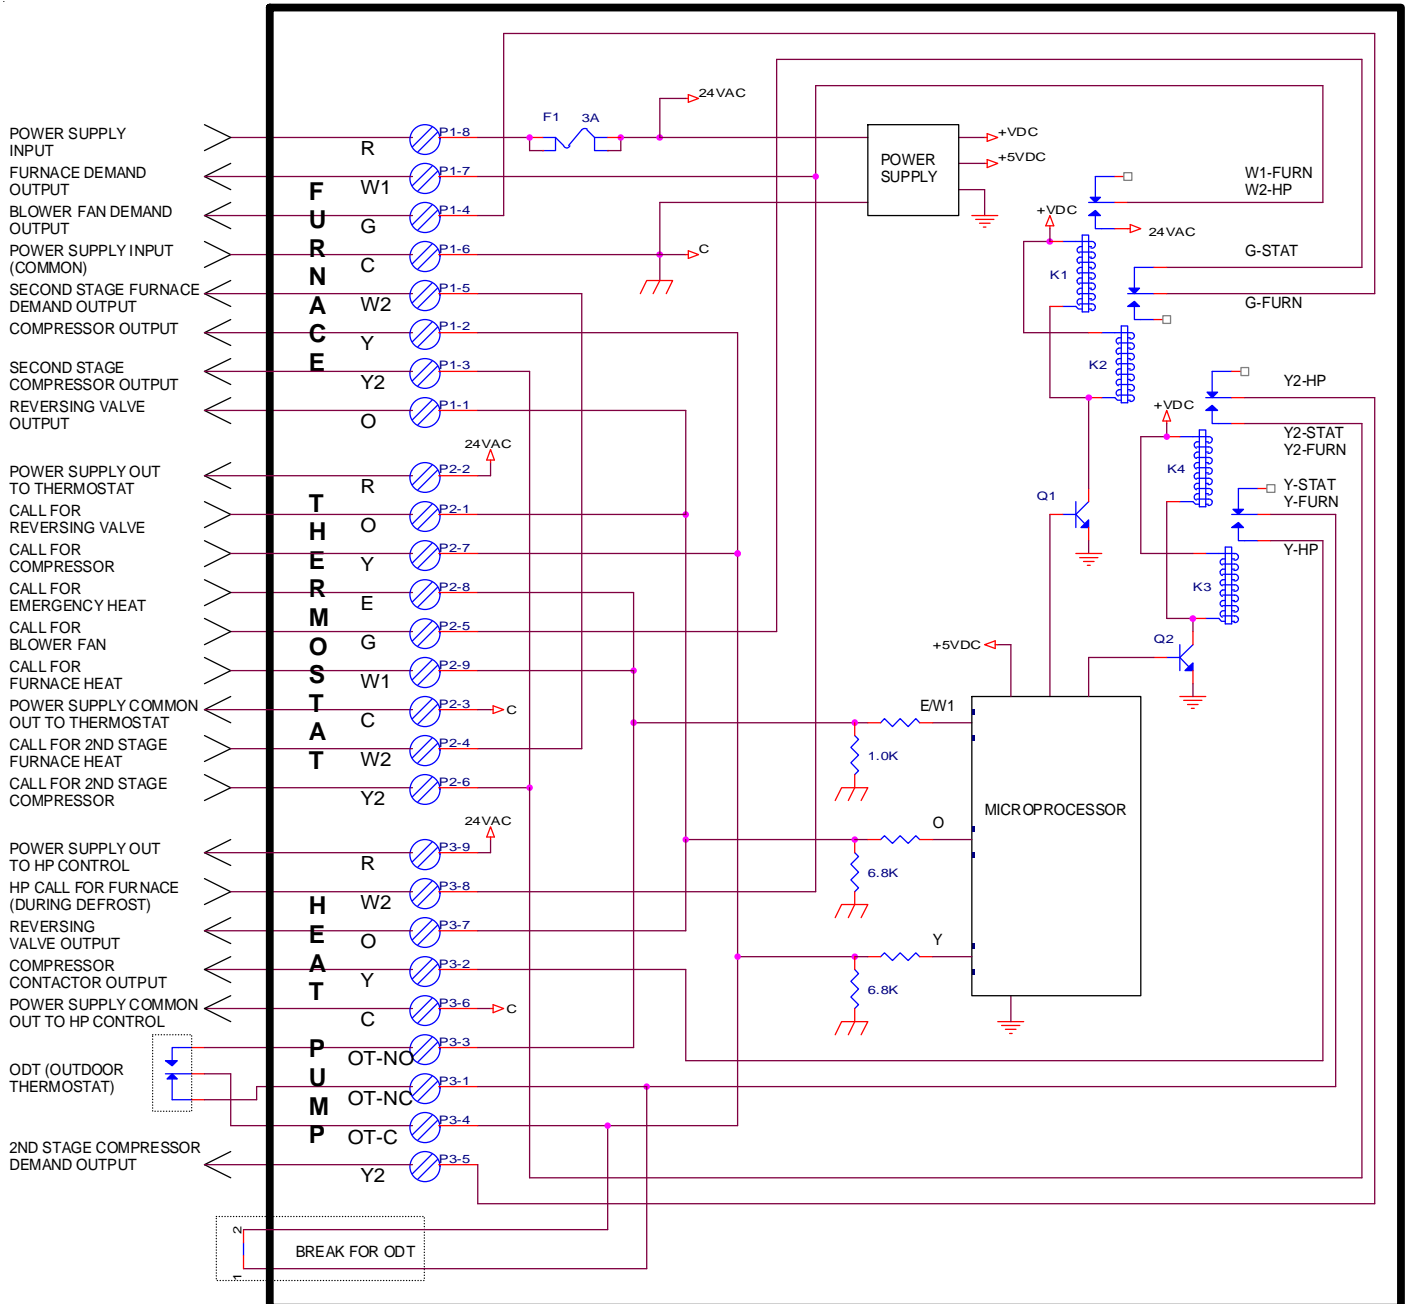 POWER SUPPLY
INPUT
R
P1-8
F1
3A
24VAC
FURNACE DEMAND
OUTPUT
W1
P1-7
BLOWER FAN DEMAND
OUTPUT
G
P1-4
POWER SUPPLY INPUT
(COMMON)
C
P1-6
C
SECOND STAGE FURNACE
DEMAND OUTPUT
W2
P1-5
COMPRESSOR OUTPUT
Y
P1-2
SECOND STAGE
COMPRESSOR OUTPUT
Y2
P1-3
REVERSING VALVE
OUTPUT
O
P1-1
FURNACE
POWER
SUPPLY
+VDC
+5VDC
W1-FURN
W2-HP
+VDC
24VAC
K1
G-STAT
G-FURN
K2
Y2-HP
+VDC
Y2-STAT
Y2-FURN
K4
Y-STAT
Y-FURN
Q1
Y-HP
K3
Q2
+5VDC
POWER SUPPLY OUT
TO THERMOSTAT
R
P2-2
24VAC
CALL FOR
REVERSING VALVE
O
P2-1
CALL FOR
COMPRESSOR
Y
P2-7
CALL FOR
EMERGENCY HEAT
E
P2-8
CALL FOR
BLOWER FAN
G
P2-5
CALL FOR
FURNACE HEAT
W1
P2-9
POWER SUPPLY COMMON
OUT TO THERMOSTAT
C
P2-3
C
CALL FOR 2ND STAGE
FURNACE HEAT
W2
P2-4
CALL FOR 2ND STAGE
COMPRESSOR
Y2
P2-6
THERMOSTAT
E/W1
1.0K
MICROPROCESSOR
O
6.8K
Y
6.8K
POWER SUPPLY OUT
TO HP CONTROL
R
P3-9
24VAC
HP CALL FOR FURNACE
(DURING DEFROST)
W2
P3-8
REVERSING
VALVE OUTPUT
O
P3-7
COMPRESSOR
CONTACTOR OUTPUT
Y
P3-2
POWER SUPPLY COMMON
OUT TO HP CONTROL
C
P3-6
C
OT-NO
P3-3
ODT (OUTDOOR
THERMOSTAT)
OT-NC
P3-1
OT-C
P3-4
2ND STAGE COMPRESSOR
DEMAND OUTPUT
Y2
P3-5
HEAT PUMP
2
BREAK FOR ODT
1